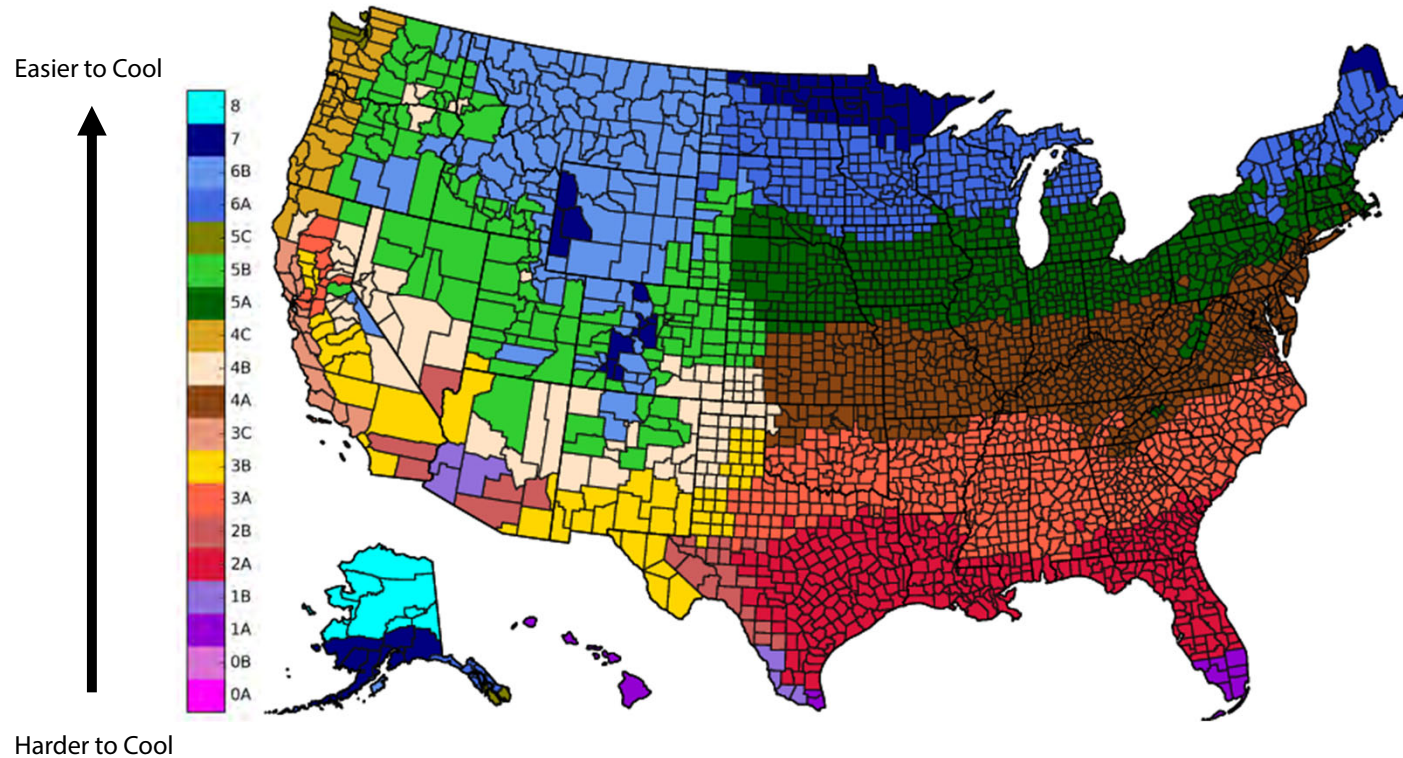 Easier to Cool
8
7
6B
6A
5C
5B
5A
4C
4B
4A
3C
3B
3A
2B
2A
1B
1A
0B
0A
Harder to Cool